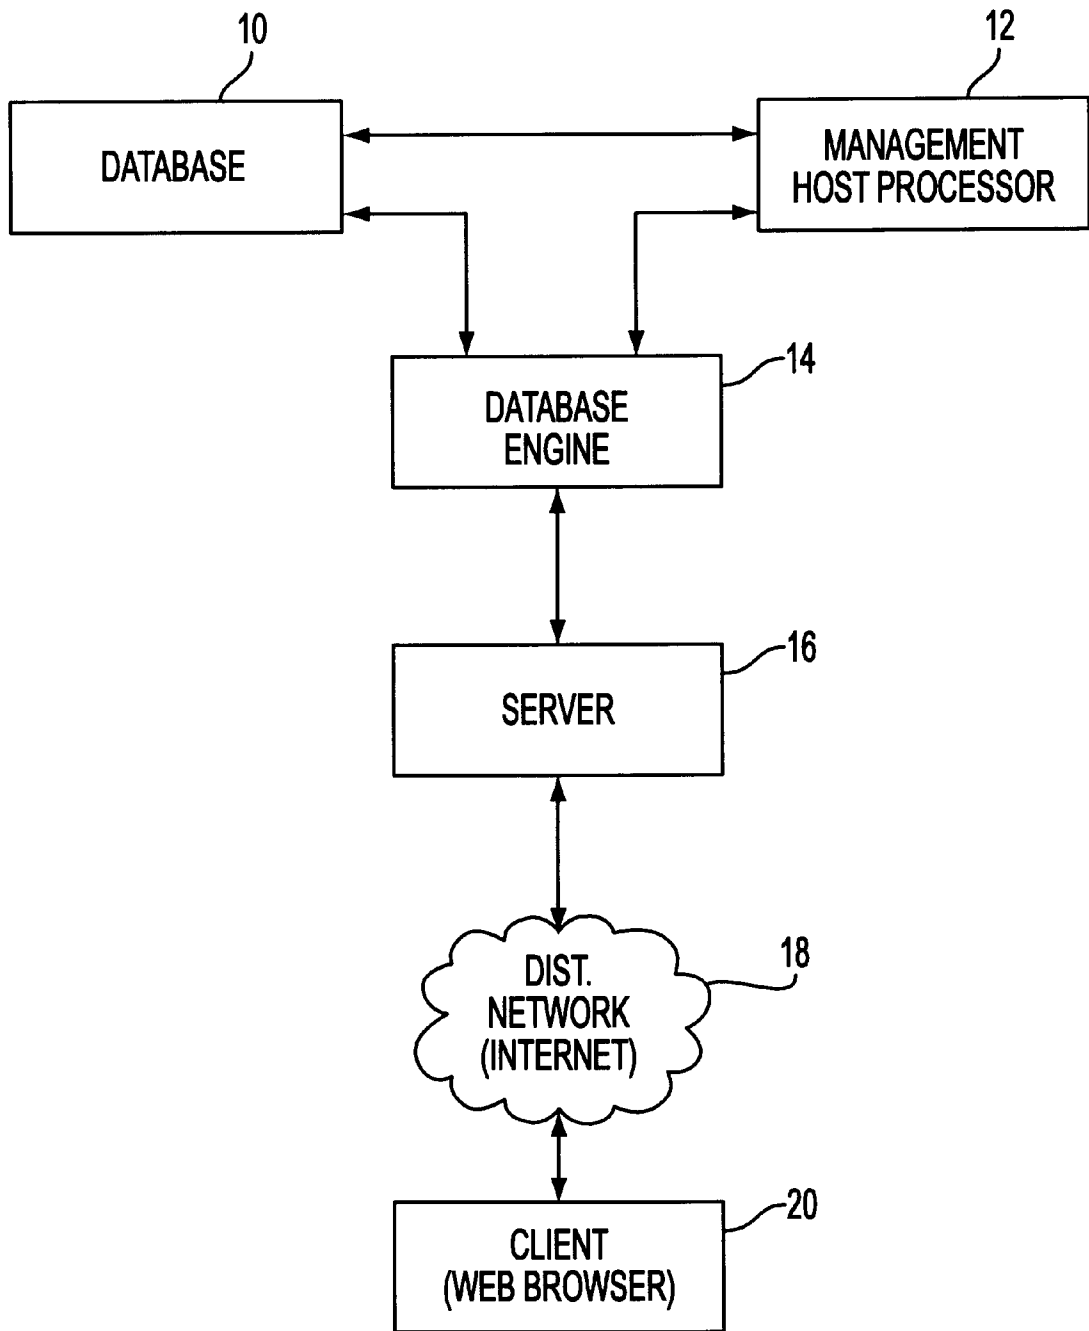 10
12
DATABASE
MANAGEMENT
HOST PROCESSOR
14
DATABASE
ENGINE
16
SERVER
18
DIST.
NETWORK
(INTERNET)
20
CLIENT
(WEB BROWSER)